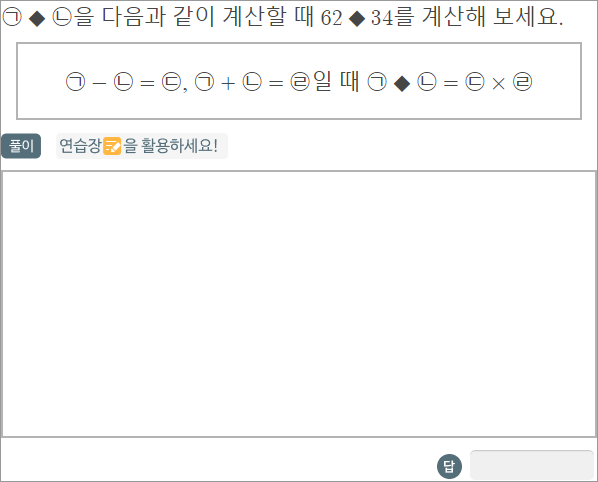 ㉠ ◆ ㉡을 다음과 같이 계산할 때 62 ◆ 34를 계산해 보세요.
㉠ − ㉡ = ㉢, ㉠ + ㉡ = ㉣일 때 ㉠ ◆ ㉡ = ㉢ × ㉣
풀이 연습장을 활용하세요!
답